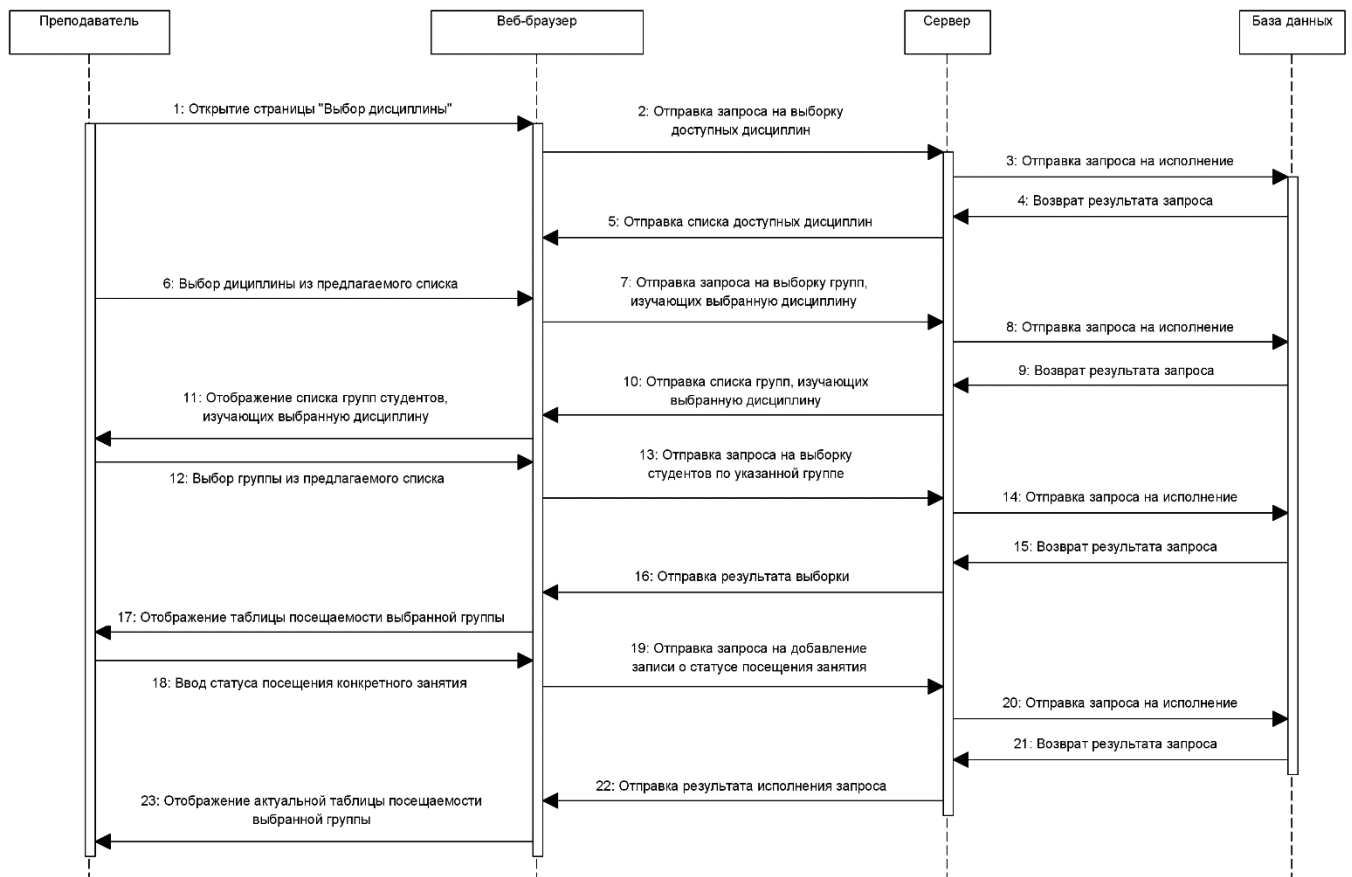 Преподаватель
Веб-браузер
Сервер
База данных
1: Открытие страницы "Выбор дисциплины"
2: Отправка запроса на выборку
доступных дисциплин
3: Отправка запроса на исполнение
4: Возврат результата запроса
5: Отправка списка доступных дисциплин
6: Выбор дициплины из предлагаемого списка
7: Отправка запроса на выборку групп,
изучающих выбранную дисциплину
8: Отправка запроса на исполнение
9: Возврат результата запроса
10: Отправка списка групп, изучающих
выбранную дисциплину
11: Отображение списка групп студентов,
изучающих выбранную дисциплину
12: Выбор группы из предлагаемого списка
13: Отправка запроса на выборку
студентов по указанной группе
14: Отправка запроса на исполнение
15: Возврат результата запроса
16: Отправка результата выборки
17: Отображение таблицы посещаемости выбранной группы
18: Ввод статуса посещения конкретного занятия
19: Отправка запроса на добавление
записи о статусе посещения занятия
20: Отправка запроса на исполнение
21: Возврат результата запроса
22: Отправка результата исполнения запроса
23: Отображение актуальной таблицы посещаемости
выбранной группы